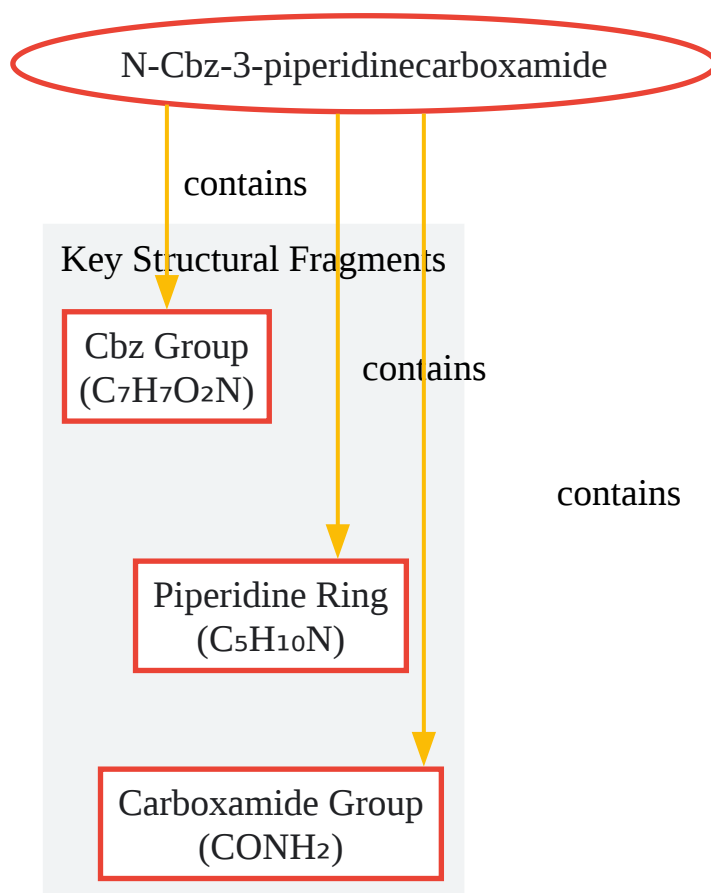 N-Cbz-3-piperidinecarboxamide
contains
Key Structural Fragments
Cbz Group
(C₇H₇O₂N)
contains
contains
Piperidine Ring
(C₅H₁₀N)
Carboxamide Group
(CONH₂)